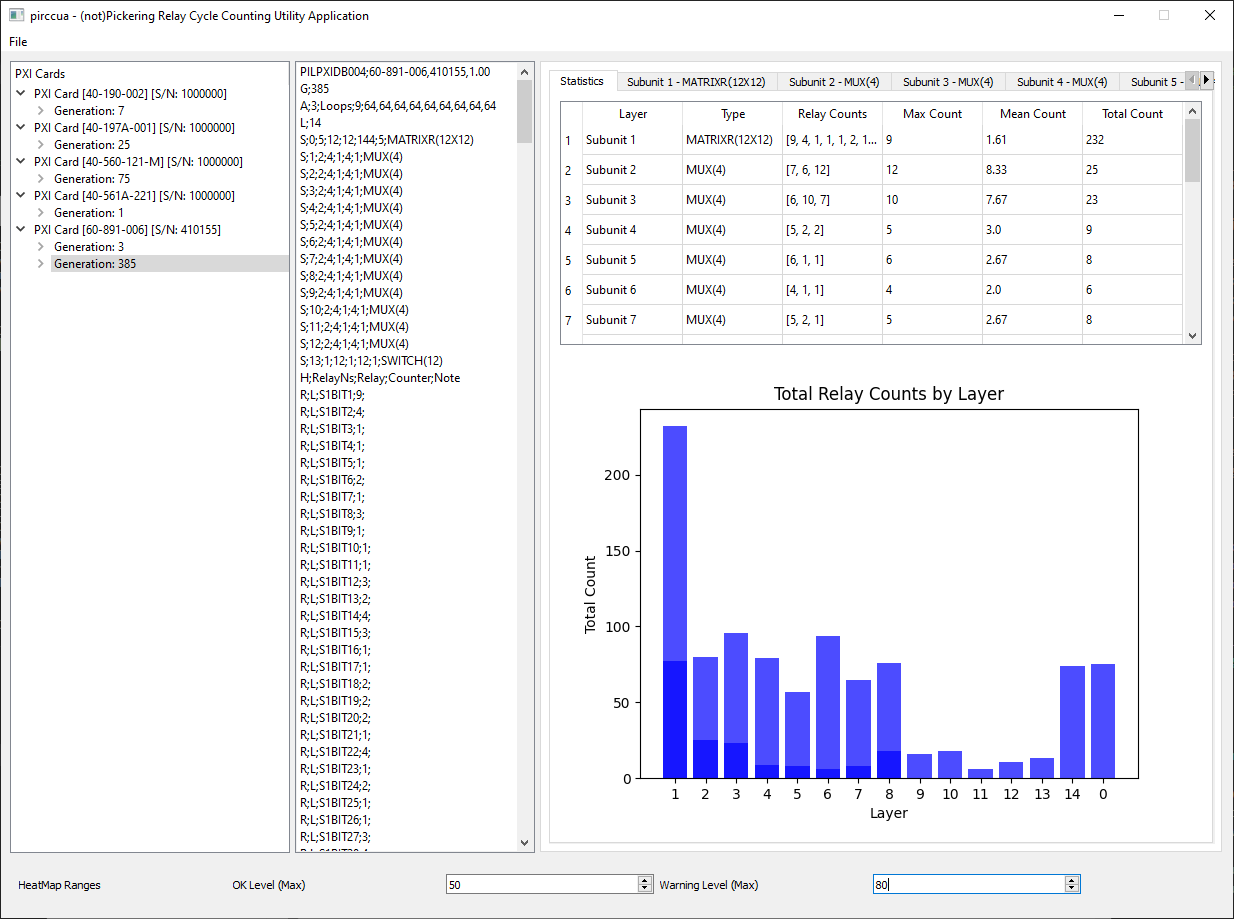 pirccua - (not)Pickering Relay Cycle Counting Utility Application
File
PXI Cards
PXI Card [40-190-002] [S/N: 1000000]
Generation: 7
PXI Card [40-197A-001] [S/N: 1000000]
Generation: 25
PXI Card [40-560-121-M] [S/N: 1000000]
Generation: 75
PXI Card [40-561A-221] [S/N: 1000000]
Generation: 1
PXI Card [60-891-006] [S/N: 410155]
Generation: 3
Generation: 385
PILPXIDB004;60-891-006,410155,1.00
G;385
A;3;Loops;9;64,64,64,64,64,64,64,64,64
L;14
S;0;5;12;12;144;5;MATRIXR(12X12)
S;1;2;4;1;4;1;MUX(4)
S;2;2;4;1;4;1;MUX(4)
S;3;2;4;1;4;1;MUX(4)
S;4;2;4;1;4;1;MUX(4)
S;5;2;4;1;4;1;MUX(4)
S;6;2;4;1;4;1;MUX(4)
S;7;2;4;1;4;1;MUX(4)
S;8;2;4;1;4;1;MUX(4)
S;9;2;4;1;4;1;MUX(4)
S;10;2;4;1;4;1;MUX(4)
S;11;2;4;1;4;1;MUX(4)
S;12;2;4;1;4;1;MUX(4)
S;13;1;12;1;12;1;SWITCH(12)
H;RelayNs;Relay;Counter;Note
R;L;S1BIT1;9;
R;L;S1BIT2;4;
R;L;S1BIT3;1;
R;L;S1BIT4;1;
R;L;S1BIT5;1;
R;L;S1BIT6;2;
R;L;S1BIT7;1;
R;L;S1BIT8;3;
R;L;S1BIT9;1;
R;L;S1BIT10;1;
R;L;S1BIT11;1;
R;L;S1BIT12;3;
R;L;S1BIT13;2;
R;L;S1BIT14;4;
R;L;S1BIT15;3;
R;L;S1BIT16;1;
R;L;S1BIT17;1;
R;L;S1BIT18;2;
R;L;S1BIT19;2;
R;L;S1BIT20;2;
R;L;S1BIT21;1;
R;L;S1BIT22;4;
R;L;S1BIT23;1;
R;L;S1BIT24;2;
R;L;S1BIT25;1;
R;L;S1BIT26;1;
R;L;S1BIT27;3;
Statistics Subunit 1 - MATRIXR(12X12) Subunit 2 - MUX(4) Subunit 3 - MUX(4) Subunit 4 - MUX(4) Subunit 5 -
Layer Type Relay Counts Max Count Mean Count Total Count
1 Subunit 1 MATRIXR(12X12) [9, 4, 1, 1, 1, 2, 1... 9 1.61 232
2 Subunit 2 MUX(4) [7, 6, 12] 12 8.33 25
3 Subunit 3 MUX(4) [6, 10, 7] 10 7.67 23
4 Subunit 4 MUX(4) [5, 2, 2] 5 3.0 9
5 Subunit 5 MUX(4) [6, 1, 1] 6 2.67 8
6 Subunit 6 MUX(4) [4, 1, 1] 4 2.0 6
7 Subunit 7 MUX(4) [5, 2, 1] 5 2.67 8
Total Relay Counts by Layer
Total Count
200
150
100
50
0
1 2 3 4 5 6 7 8 9 10 11 12 13 14 0
Layer
HeatMap Ranges OK Level (Max) 50 Warning Level (Max) 80